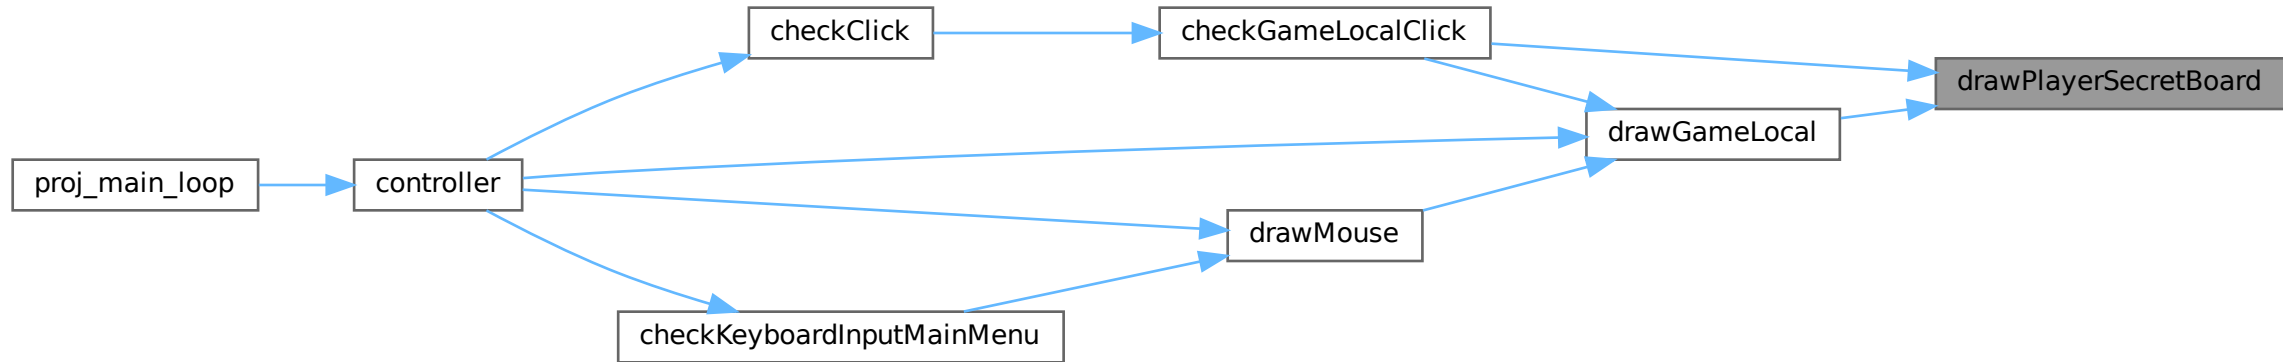 checkClick
checkGameLocalClick
drawPlayerSecretBoard
drawGameLocal
proj_main_loop
controller
drawMouse
checkKeyboardInputMainMenu